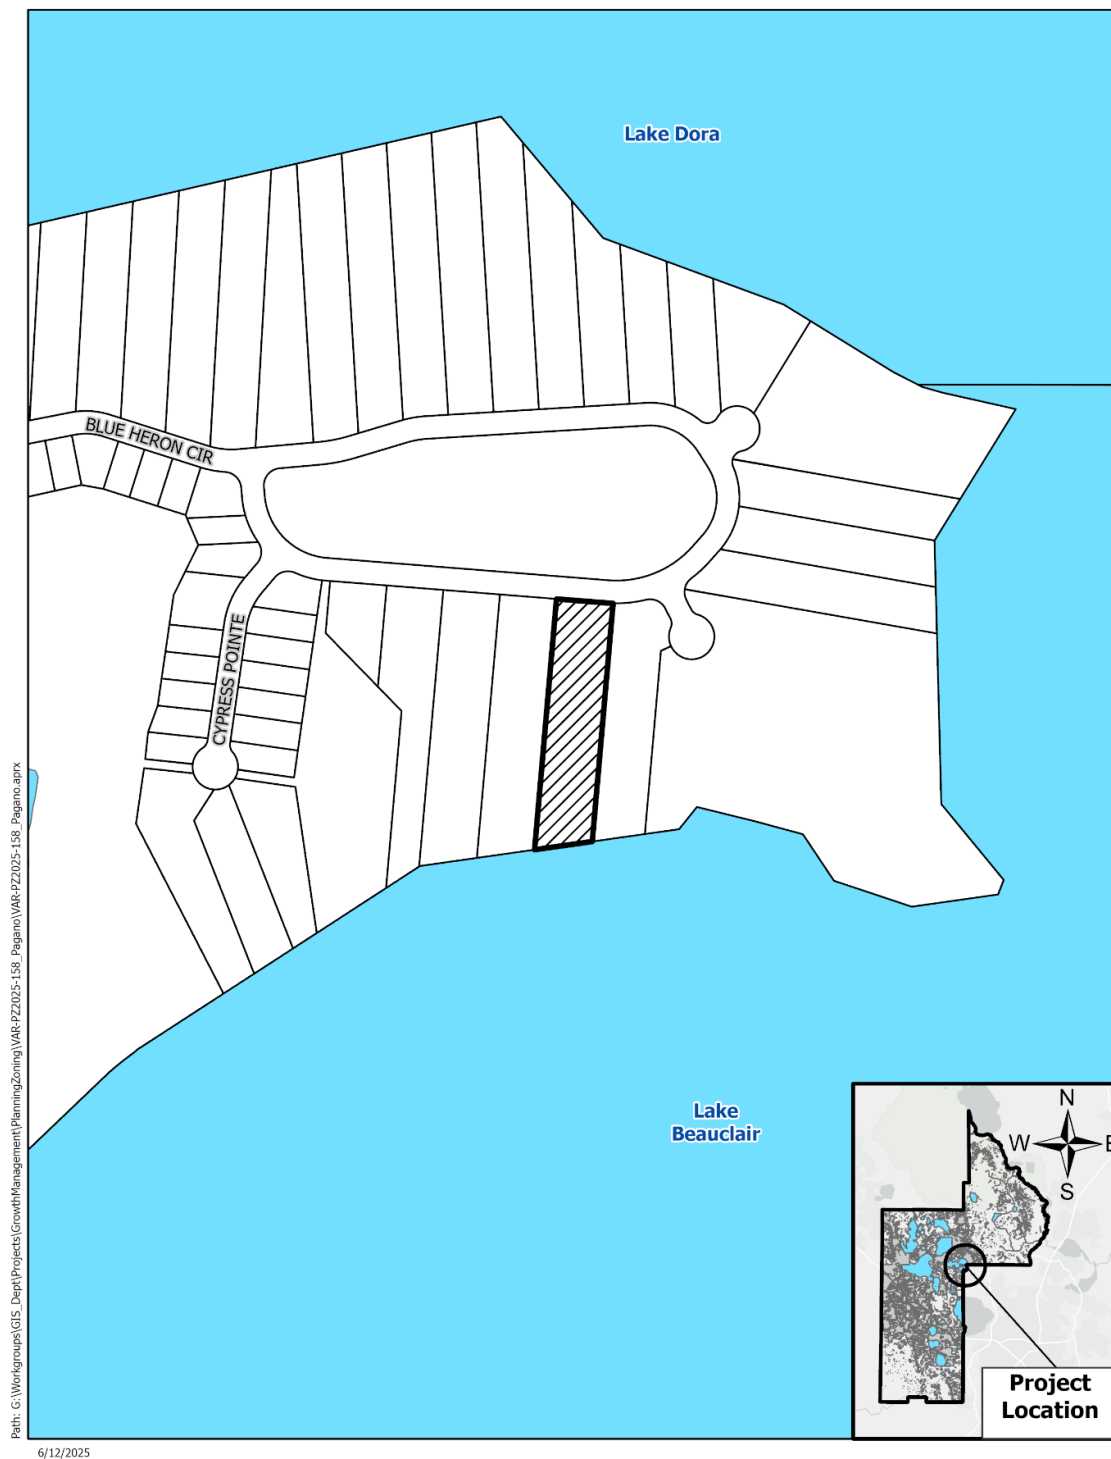 Lake Dora
BLUE HERON CIR
CYPRESS POINTE
Lake
Beauclair
N
W
E
S
Project
Location
Path: G:\Workgroups\GIS_Dept\Projects\GrowthManagement\PlanningZoning\VAR-PZ2025-158_Pagano\VAR-PZ2025-158_Pagano.aprx
6/12/2025